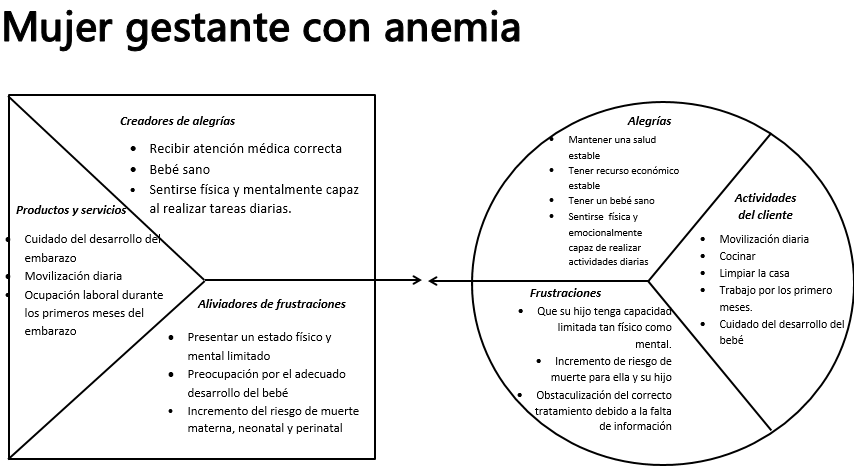 Mujer gestante con anemia
Creadores de alegrías
• Recibir atención médica correcta
• Bebé sano
• Sentirse física y mentalmente capaz
al realizar tareas diarias.
Productos y servicios
• Cuidado del desarrollo del
embarazo
• Movilización diaria
• Ocupación laboral durante
los primeros meses del
embarazo
Aliviadores de frustraciones
• Presentar un estado físico y
mental limitado
• Preocupación por el adecuado
desarrollo del bebé
• Incremento del riesgo de muerte
materna, neonatal y perinatal
Alegrías
• Mantener una salud
estable
• Tener recurso económico
estable
• Tener un bebé sano
• Sentirse física y
emocionalmente
capaz de realizar
actividades diarias
Actividades
del cliente
• Movilización diaria
• Cocinar
• Limpiar la casa
• Trabajo por los primero
meses.
• Cuidado del desarrollo del
bebé
Frustraciones
• Que su hijo tenga capacidad
limitada tan físico como
mental.
• Incremento de riesgo de
muerte para ella y su hijo
• Obstaculización del correcto
tratamiento debido a la falta
de información